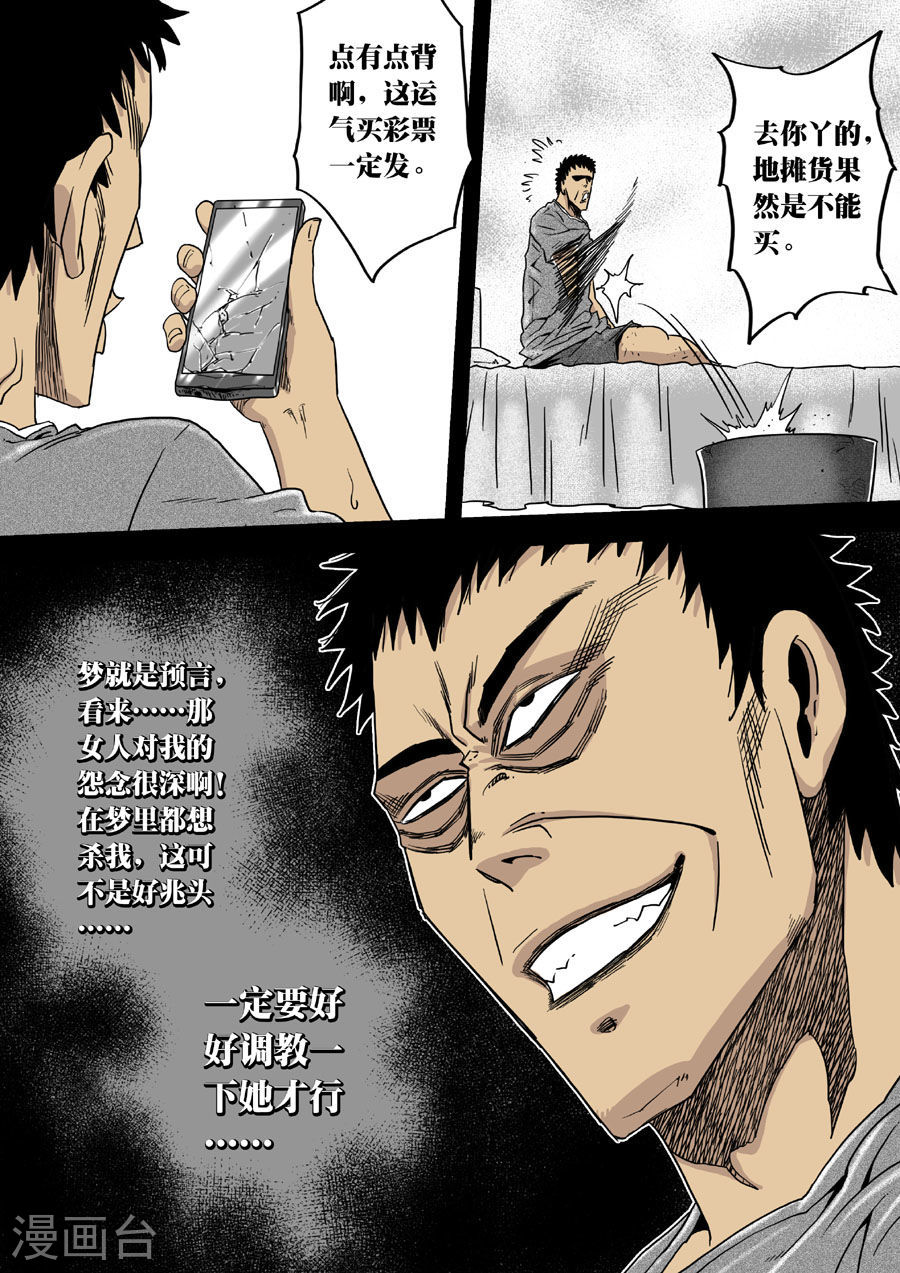 点有点背
啊，这运
气买彩票
一定发。
去你丫的，
地摊货果
然是不能
买。
梦就是预言，
看来……那
女人对我的
怨念很深啊！
在梦里都想
杀我，这可
不是好兆头
……
一定要好
好调教一
下她才行
……
漫画台